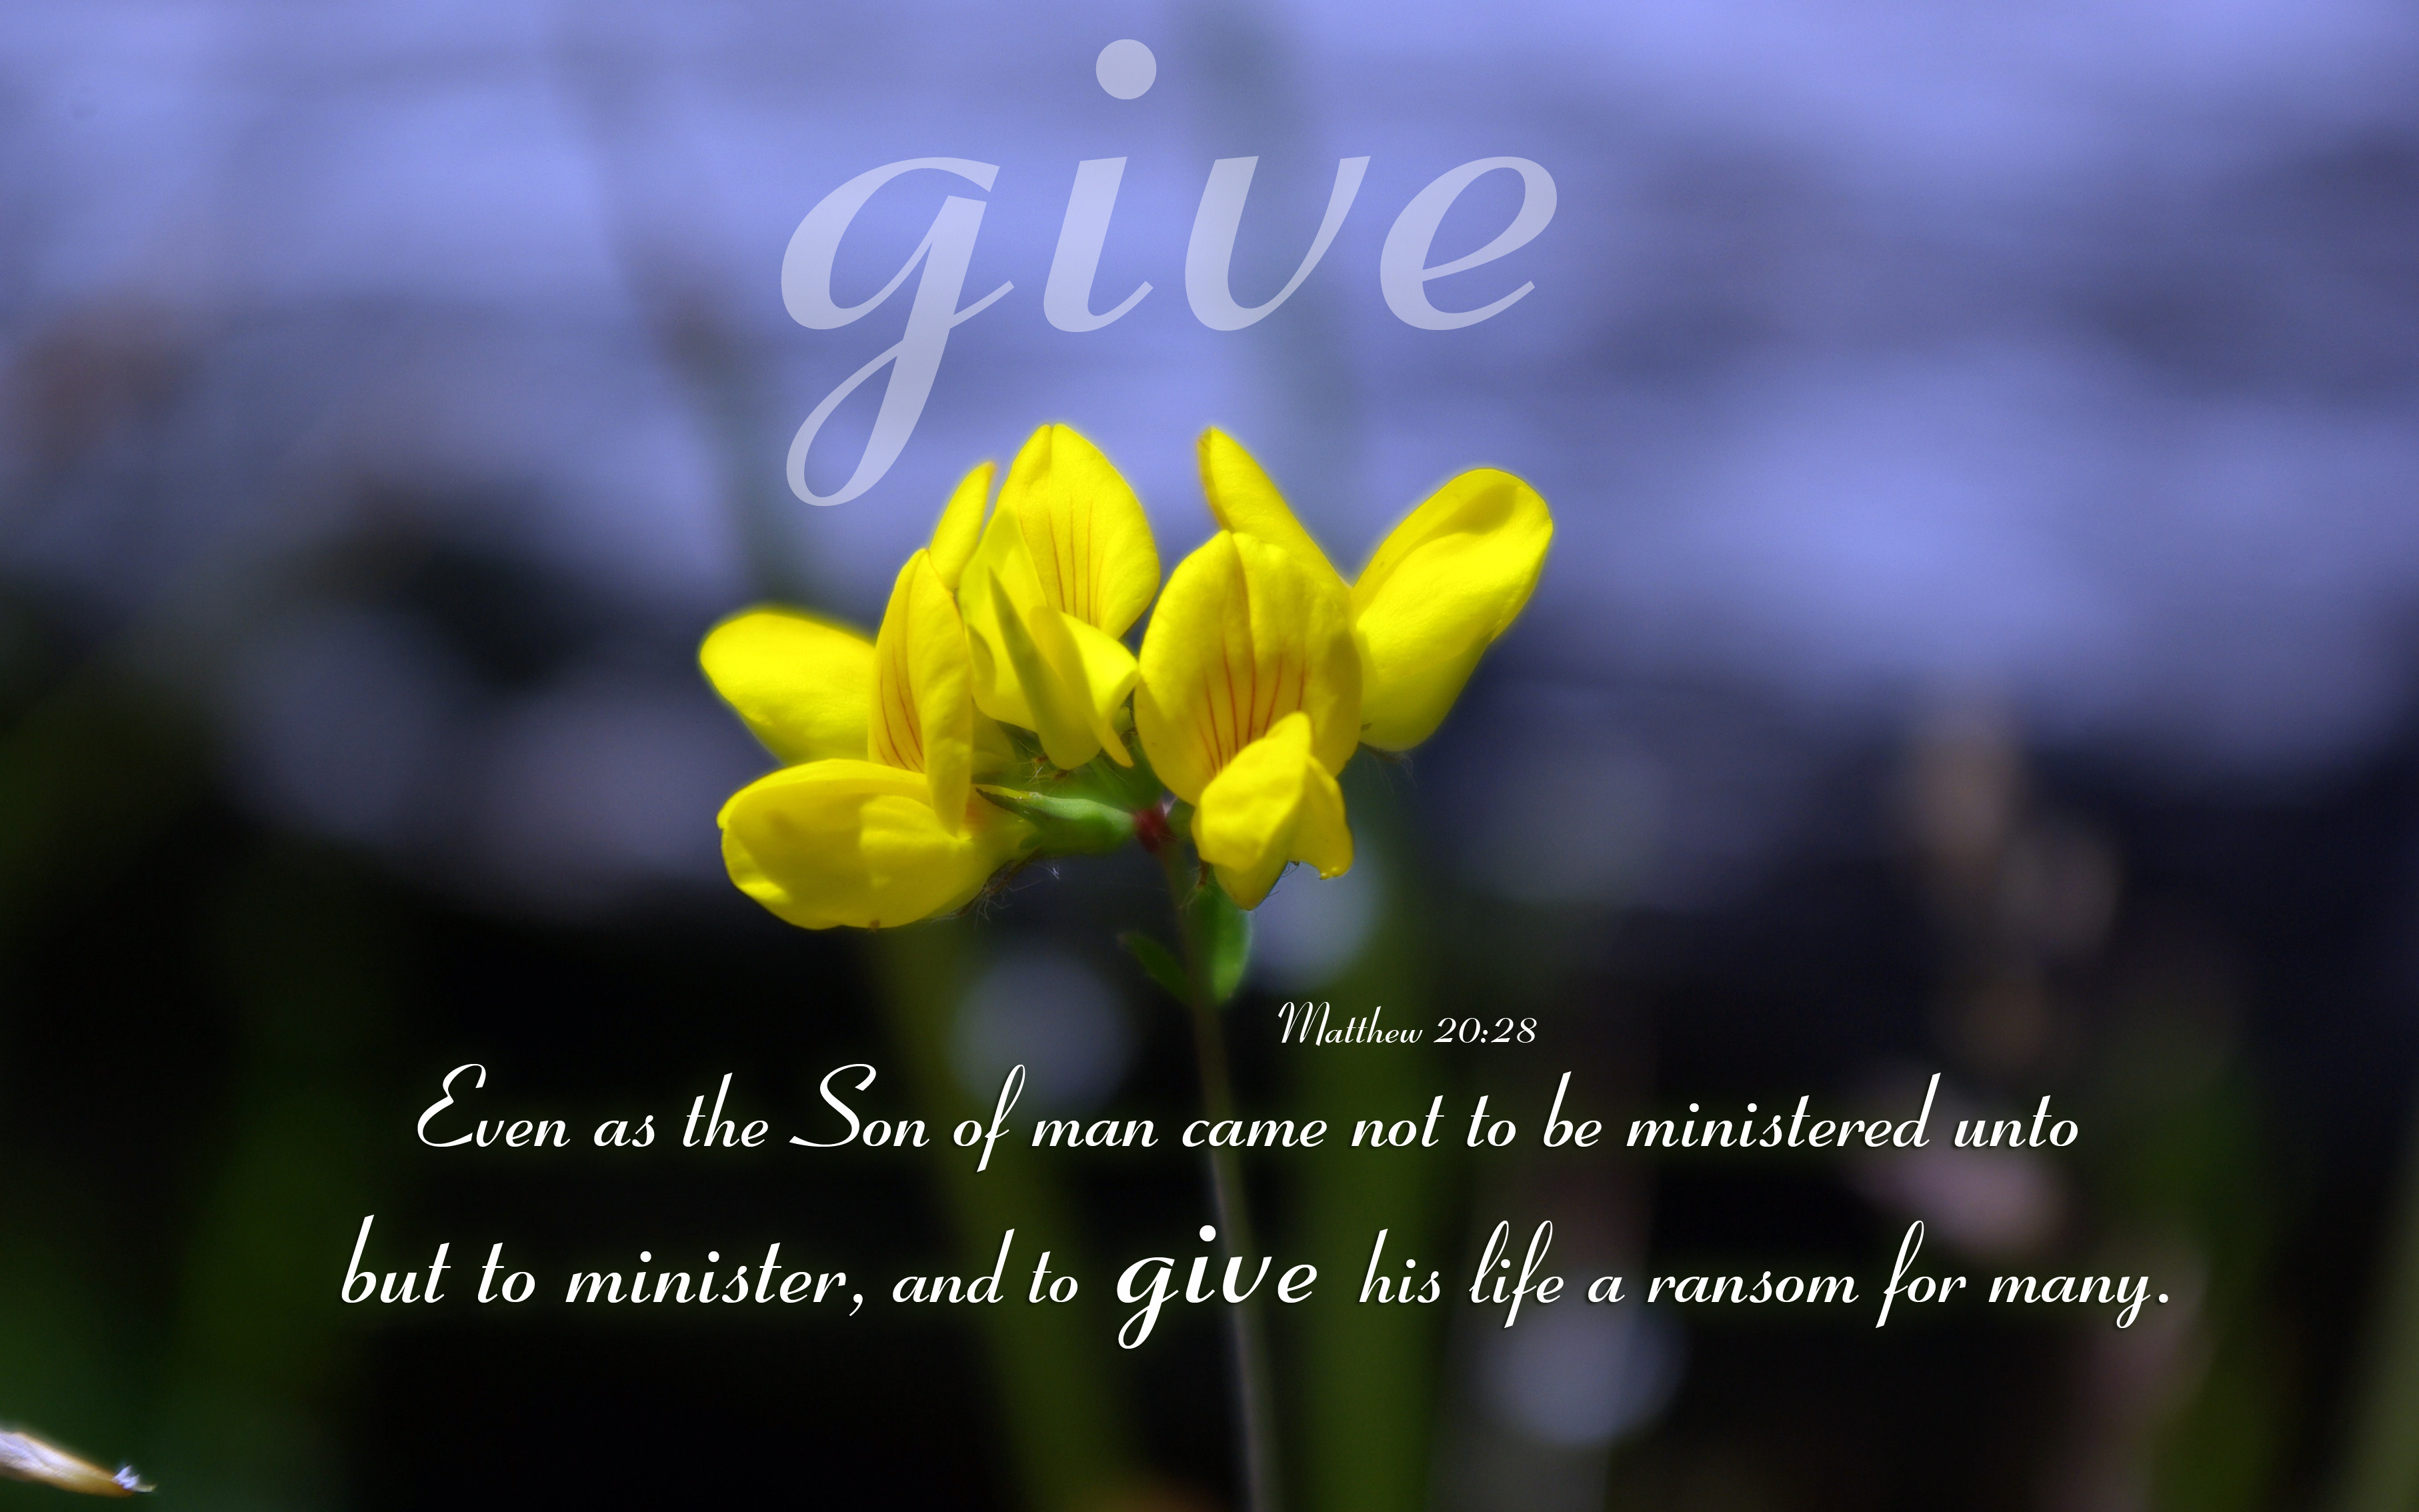 give
Matthew 20:28
Even as the Son of man came not to be ministered unto
but to minister, and to give his life a ransom for many.